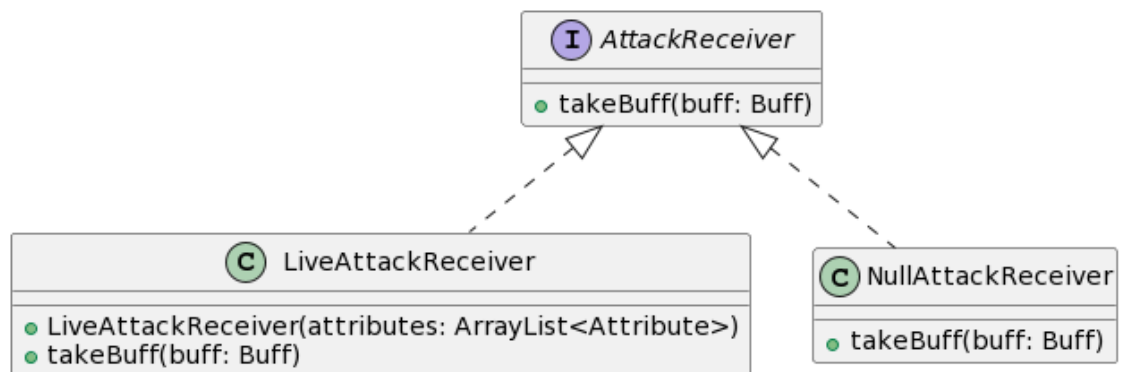 I AttackReceiver
takeBuff(buff: Buff)
C LiveAttackReceiver
LiveAttackReceiver(attributes: ArrayList<Attribute>)
takeBuff(buff: Buff)
C NullAttackReceiver
takeBuff(buff: Buff)